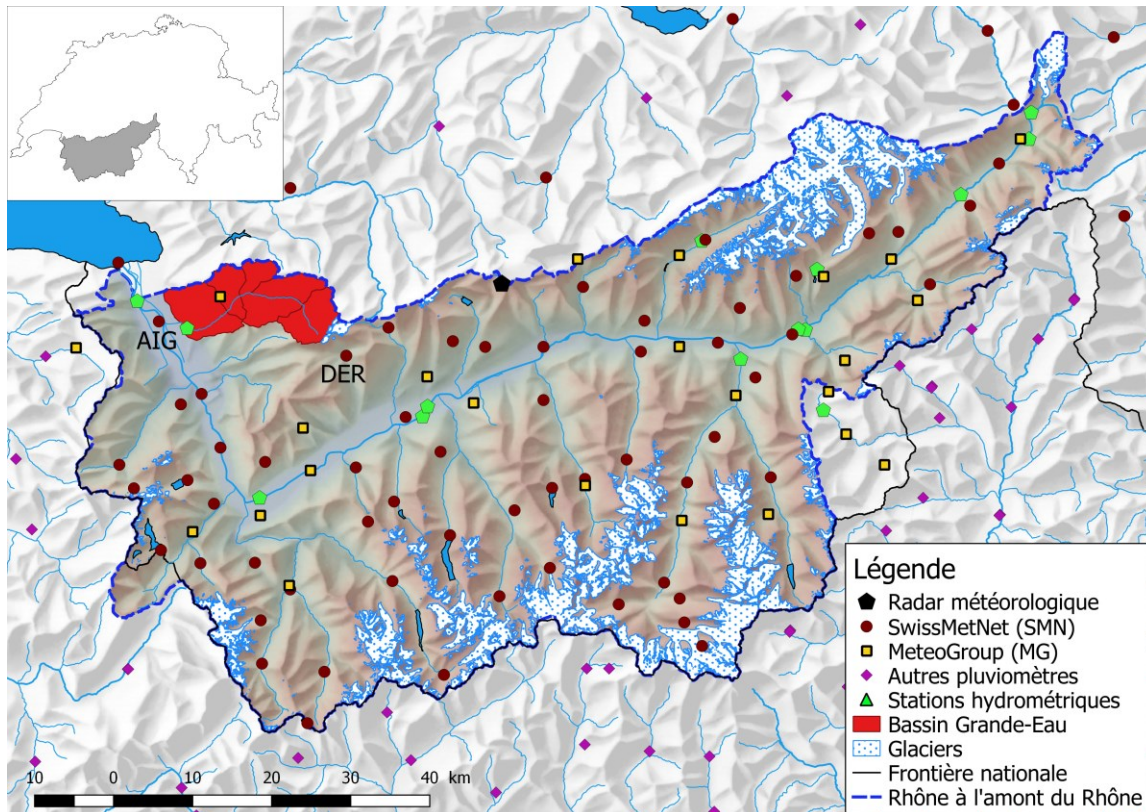 AIG
DER
Légende
Radar météorologique
SwissMetNet (SMN)
MeteoGroup (MG)
Autres pluviomètres
Stations hydrométriques
Bassin Grande-Eau
Glaciers
Frontière nationale
Rhône à l'amont du Rhône
10 0 10 20 30 40 km